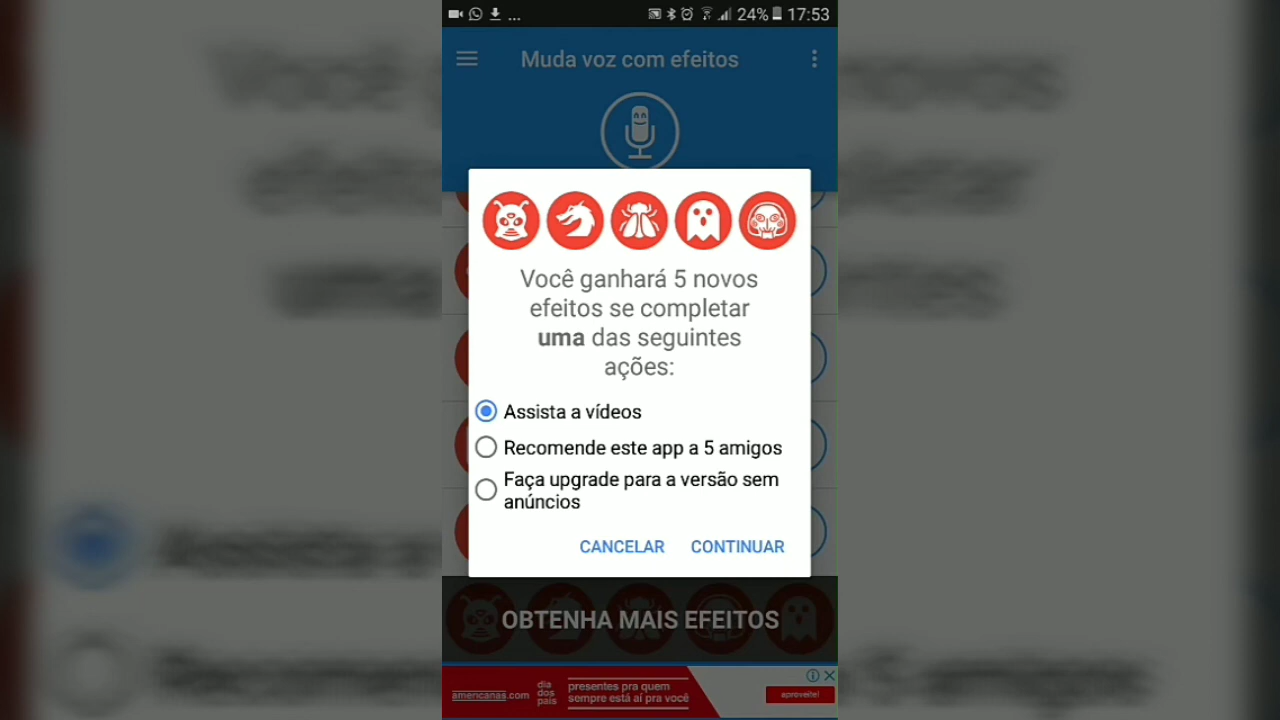 ... 24% 17:53
Muda voz com efeitos
Você ganhará 5 novos
efeitos se completar
uma das seguintes
ações:
Assista a vídeos
Recomende este app a 5 amigos
Faça upgrade para a versão sem
anúncios
CANCELAR CONTINUAR
OBTENHA MAIS EFEITOS
americanas.com
dia
dos
pais
presentes pra quem
sempre está aí pra você
aproveite!